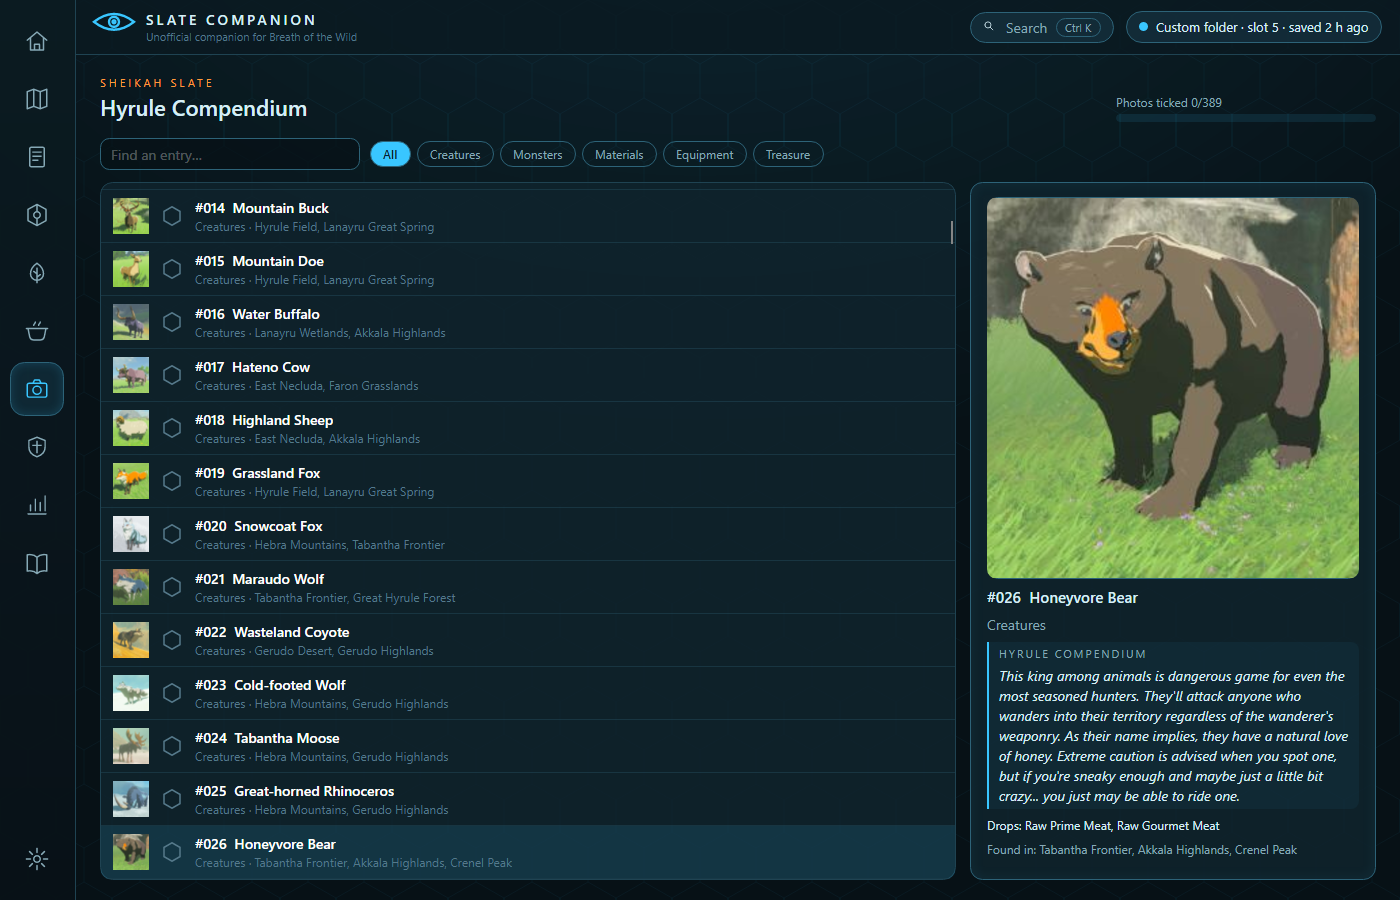 SLATE COMPANION
Unofficial companion for Breath of the Wild
Search Ctrl K
Custom folder · slot 5 · saved 2 h ago
SHEIKAH SLATE
Hyrule Compendium
Photos ticked 0/389
Find an entry...
All Creatures Monsters Materials Equipment Treasure
#014 Mountain Buck
Creatures · Hyrule Field, Lanayru Great Spring
#015 Mountain Doe
Creatures · Hyrule Field, Lanayru Great Spring
#016 Water Buffalo
Creatures · Lanayru Wetlands, Akkala Highlands
#017 Hateno Cow
Creatures · East Necluda, Faron Grasslands
#018 Highland Sheep
Creatures · East Necluda, Akkala Highlands
#019 Grassland Fox
Creatures · Hyrule Field, Lanayru Great Spring
#020 Snowcoat Fox
Creatures · Hebra Mountains, Tabantha Frontier
#021 Maraudo Wolf
Creatures · Tabantha Frontier, Great Hyrule Forest
#022 Wasteland Coyote
Creatures · Gerudo Desert, Gerudo Highlands
#023 Cold-footed Wolf
Creatures · Hebra Mountains, Gerudo Highlands
#024 Tabantha Moose
Creatures · Hebra Mountains, Gerudo Highlands
#025 Great-horned Rhinoceros
Creatures · Hebra Mountains, Gerudo Highlands
#026 Honeyvore Bear
Creatures · Tabantha Frontier, Akkala Highlands, Crenel Peak
#026 Honeyvore Bear
Creatures
HYRULE COMPENDIUM
This king among animals is dangerous game for even the
most seasoned hunters. They'll attack anyone who
wanders into their territory regardless of the wanderer's
weaponry. As their name implies, they have a natural love
of honey. Extreme caution is advised when you spot one,
but if you're sneaky enough and maybe just a little bit
crazy... you just may be able to ride one.
Drops: Raw Prime Meat, Raw Gourmet Meat
Found in: Tabantha Frontier, Akkala Highlands, Crenel Peak